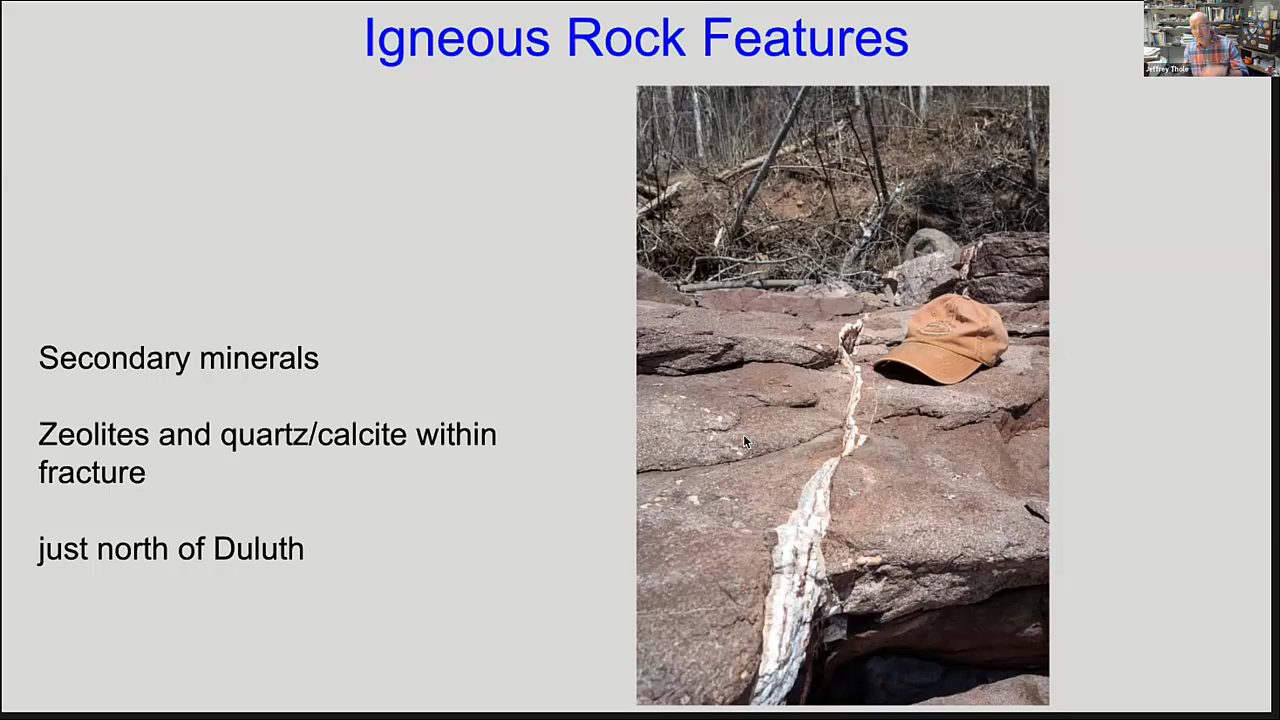 Igneous Rock Features
Jeffrey Thole
Secondary minerals
Zeolites and quartz/calcite within
fracture
just north of Duluth